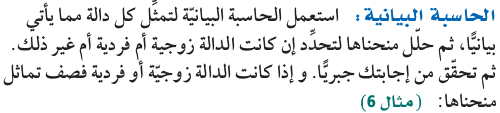 الحاسبة البيانية : استعمل الحاسبة البيانيّة لتمثِّل كل دالة مما يأتي
بيانيًّا، ثم حلّل منحناها لتحدِّد إن كانت الدالة زوجية أم فردية أم غير ذلك.
ثم تحقّق من إجابتك جبريًّا. و إذا كانت الدالة زوجيّة أو فردية فصف تماثل
منحناها: (مثال 6)